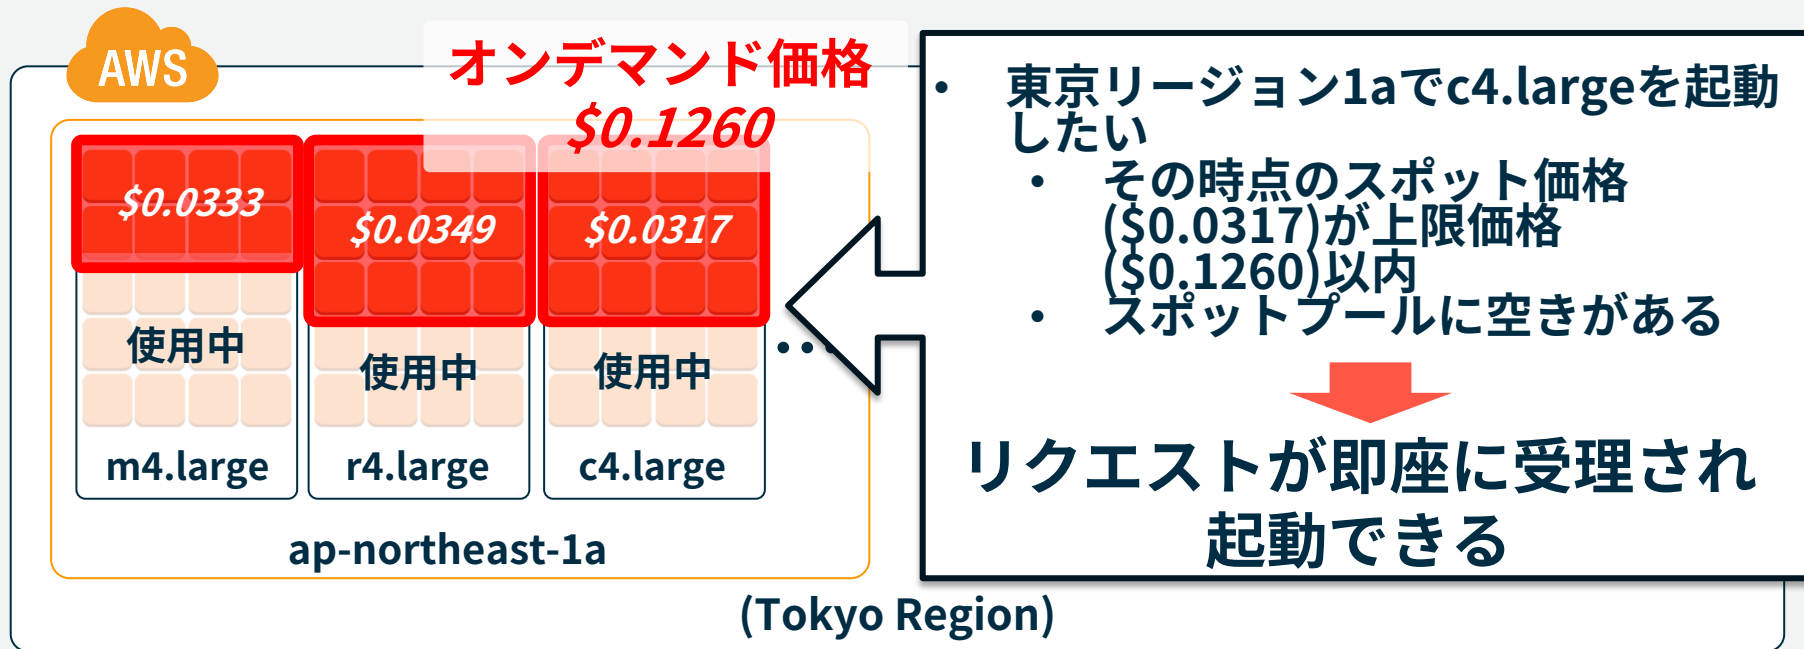 AWS
オンデマンド価格
$0.1260
$0.0333
$0.0349
$0.0317
使用中
使用中
使用中
m4.large
r4.large
c4.large
ap-northeast-1a
(Tokyo Region)
• 東京リージョン1aでc4.largeを起動
したい
• その時点のスポット価格
($0.0317)が上限価格
($0.1260)以内
• スポットプールに空きがある
リクエストが即座に受理され
起動できる